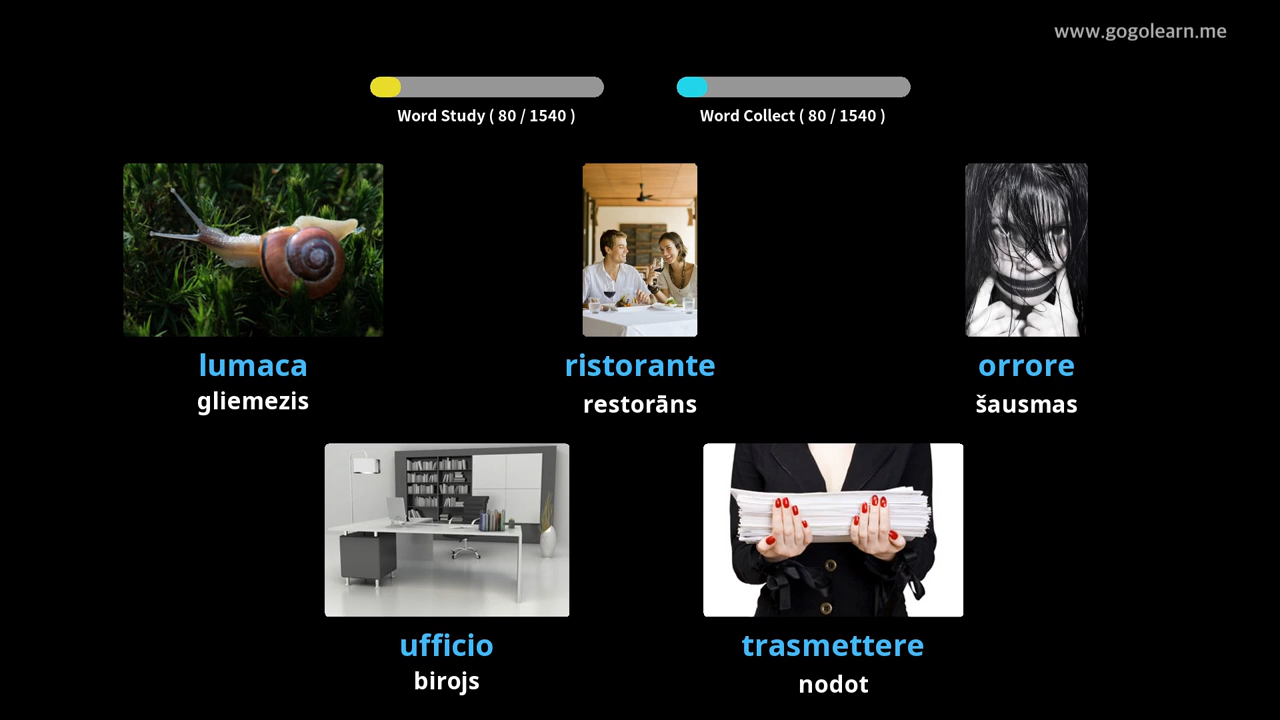 www.gogolearn.me
Word Study ( 80 / 1540 )
Word Collect ( 80 / 1540 )
lumaca
gliemezis
ristorante
restorāns
orrore
šausmas
ufficio
birojs
trasmettere
nodot